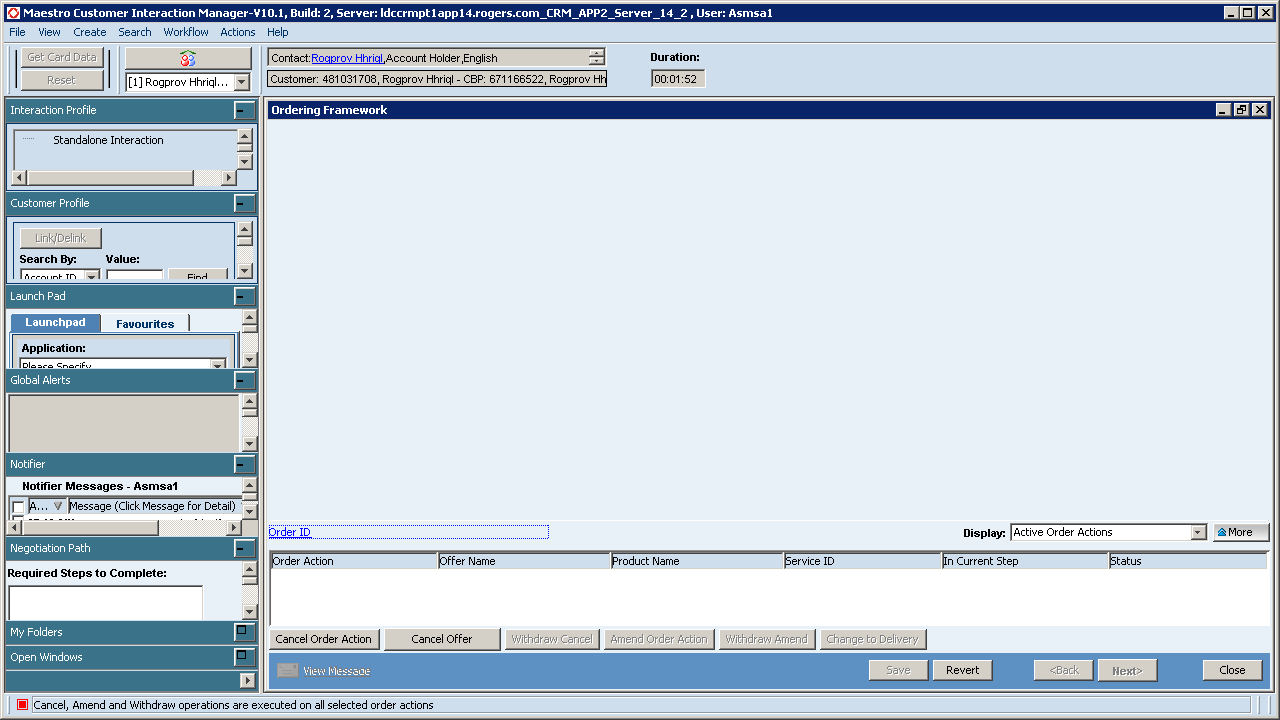 Maestro Customer Interaction Manager-V10.1, Build: 2, Server: ldccrmpt1app14.rogers.com_CRM_APP2_Server_14_2 , User: Asmsa1
File View Create Search Workflow Actions Help
Get Card Data
Reset
[1] Rogprov Hhriql...
Contact:Rogprov Hhriql,Account Holder,English
Customer: 481031708, Rogprov Hhriql - CBP: 671166522, Rogprov Hh
Duration:
00:01:52
Interaction Profile
Standalone Interaction
Customer Profile
Link/Delink
Search By: Value:
Account ID Find
Launch Pad
Launchpad Favourites
Application:
Please Specify
Global Alerts
Notifier
Notifier Messages - Asmsa1
A... Message (Click Message for Detail)
Negotiation Path
Required Steps to Complete:
My Folders
Open Windows
Ordering Framework
Order ID
Display: Active Order Actions More
Order Action Offer Name Product Name Service ID In Current Step Status
Cancel Order Action Cancel Offer Withdraw Cancel Amend Order Action Withdraw Amend Change to Delivery
View Message Save Revert <Back Next> Close
Cancel, Amend and Withdraw operations are executed on all selected order actions